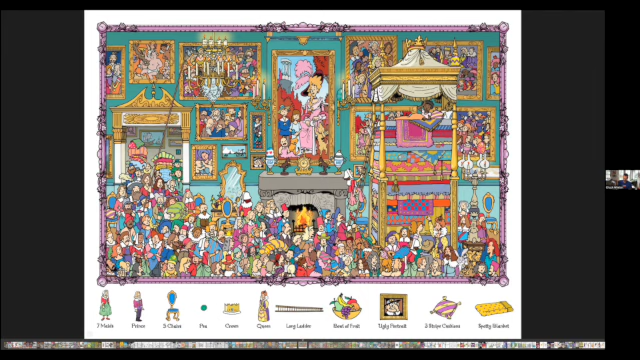 7 Maids
Prince
3 Chairs
Pea
Crown
Queen
Long Ladder
Bowl of Fruit
Ugly Portrait
2 Stripe Cushions
Spotty Blanket